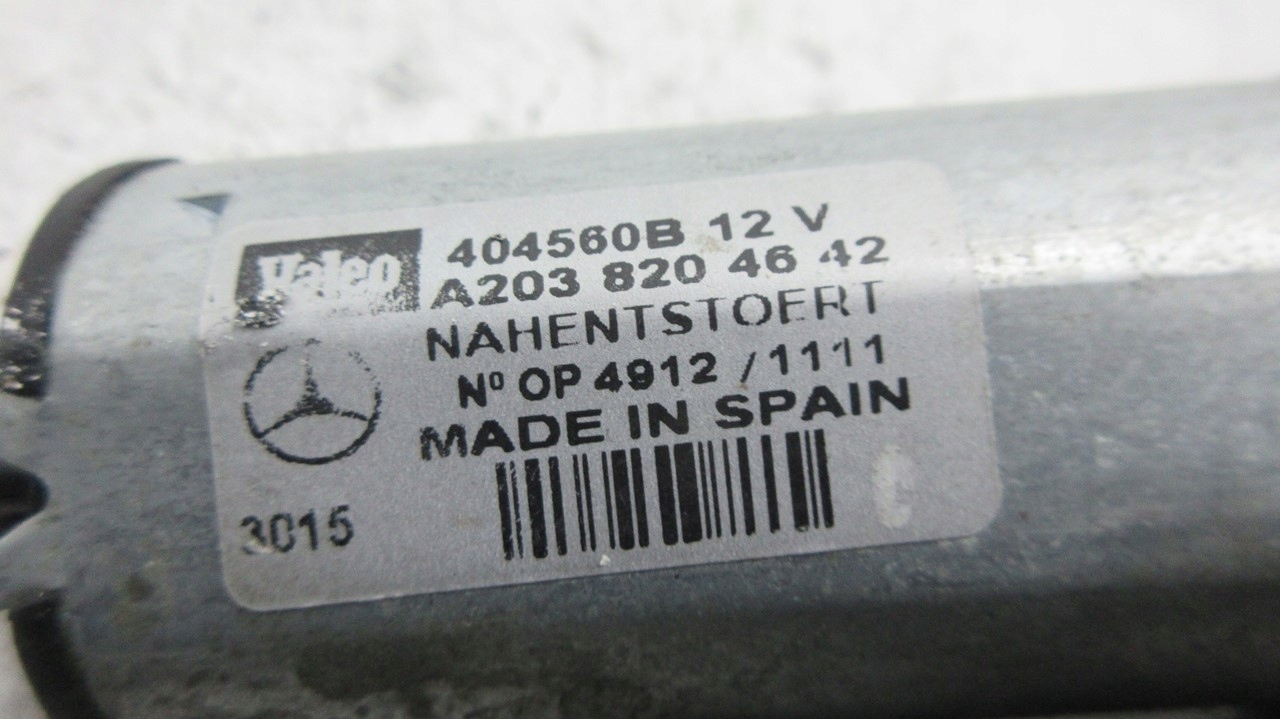 Valeo
404560B 12 V
A203 820 46 42
NAHENTSTOERT
Nº OP 4912 /1111
MADE IN SPAIN
3015